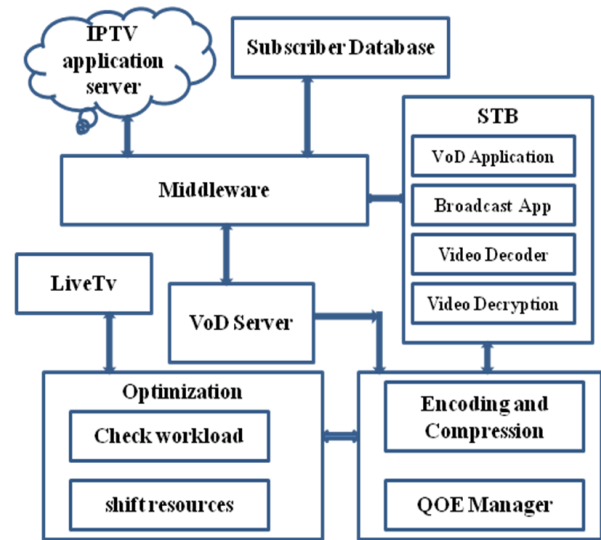 IPTV
application
server
Subscriber Database
STB
VoD Application
Broadcast App
Video Decoder
Video Decryption
Middleware
LiveTv
VoD Server
Optimization
Check workload
shift resources
Encoding and
Compression
QOE Manager